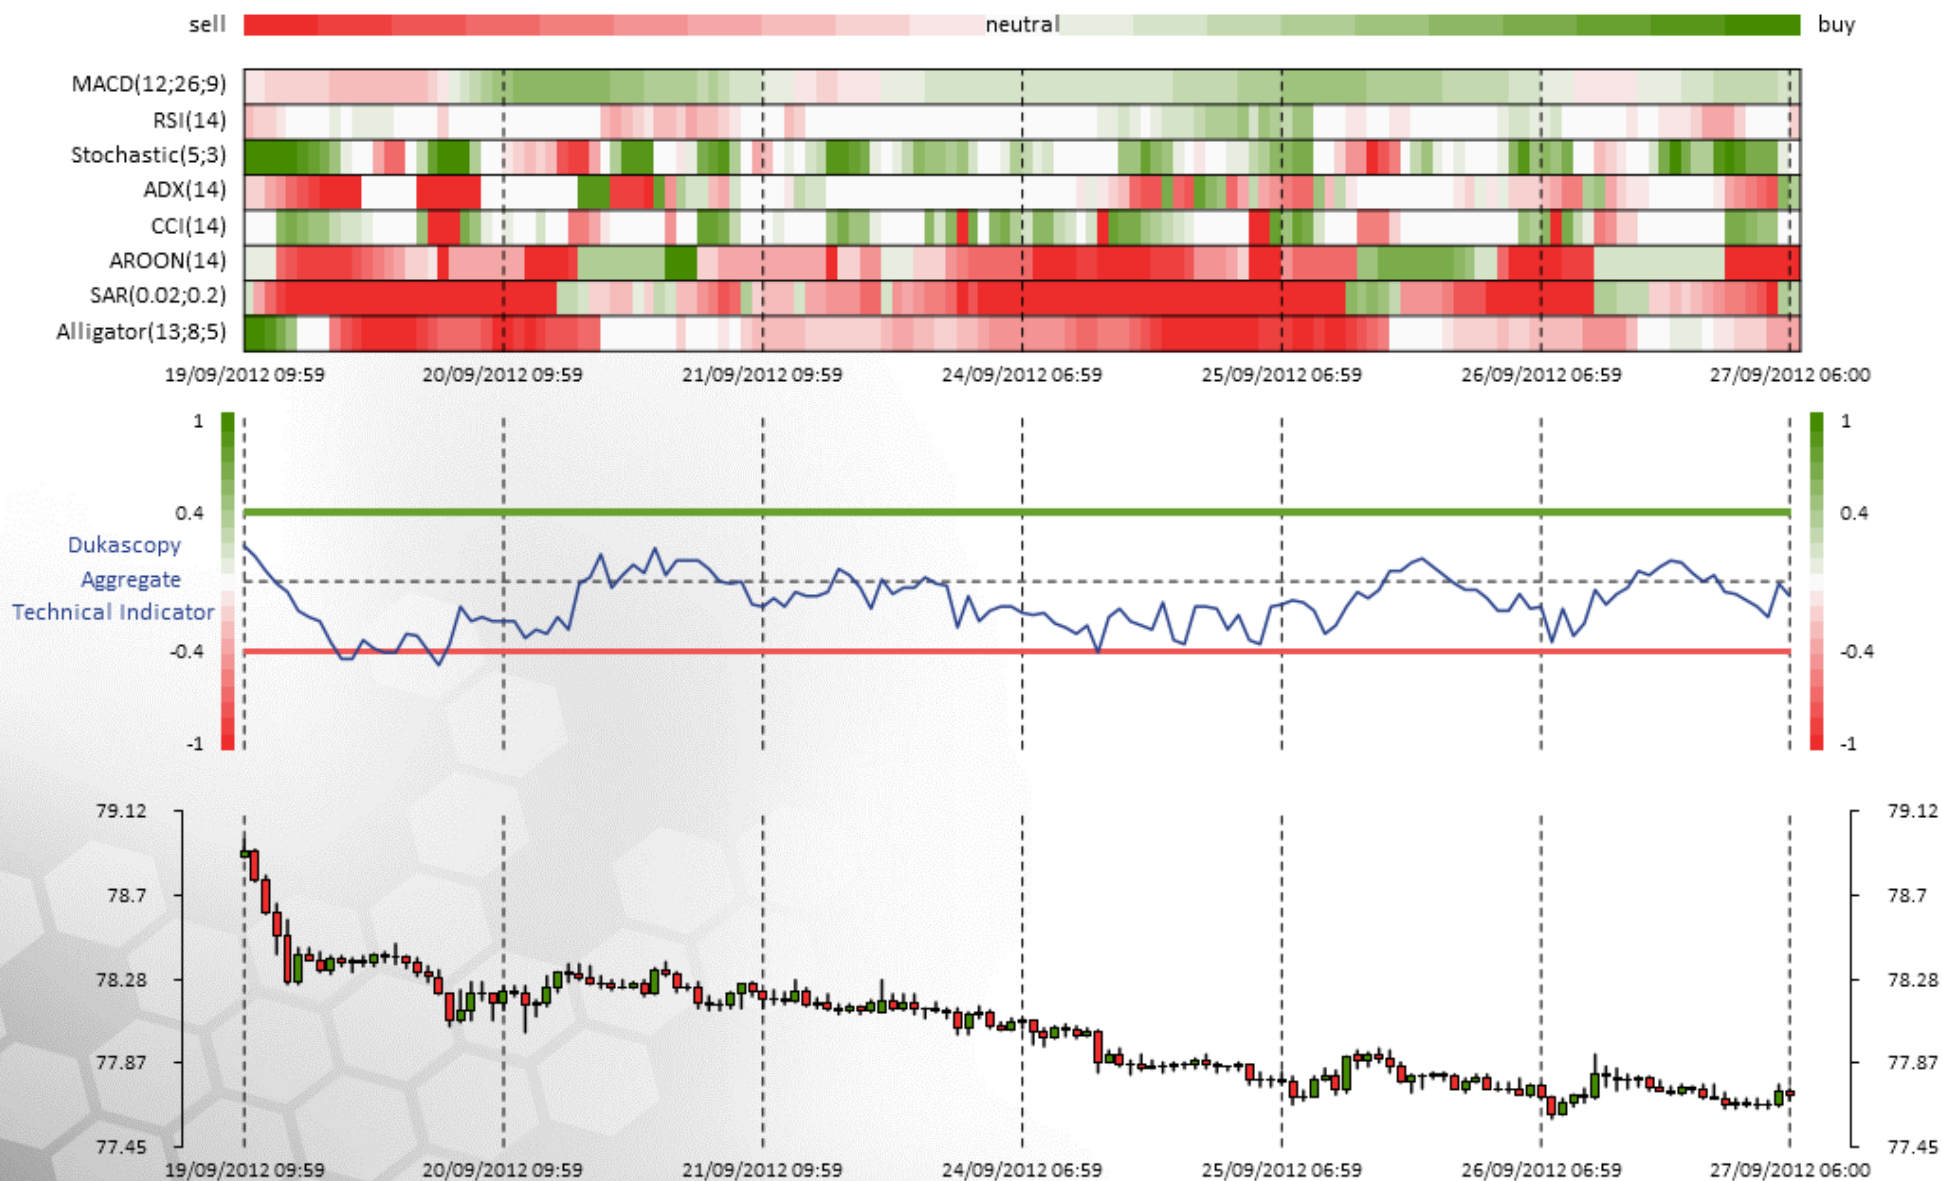 sell neutral buy
MACD(12;26;9)
RSI(14)
Stochastic(5;3)
ADX(14)
CCI(14)
AROON(14)
SAR(0.02;0.2)
Alligator(13;8;5)
19/09/2012 09:59 20/09/2012 09:59 21/09/2012 09:59 24/09/2012 06:59 25/09/2012 06:59 26/09/2012 06:59 27/09/2012 06:00
1 1
0.4 0.4
Dukascopy
Aggregate
Technical Indicator
-0.4 -0.4
-1 -1
79.12 79.12
78.7 78.7
78.28 78.28
77.87 77.87
77.45 77.45
19/09/2012 09:59 20/09/2012 09:59 21/09/2012 09:59 24/09/2012 06:59 25/09/2012 06:59 26/09/2012 06:59 27/09/2012 06:00